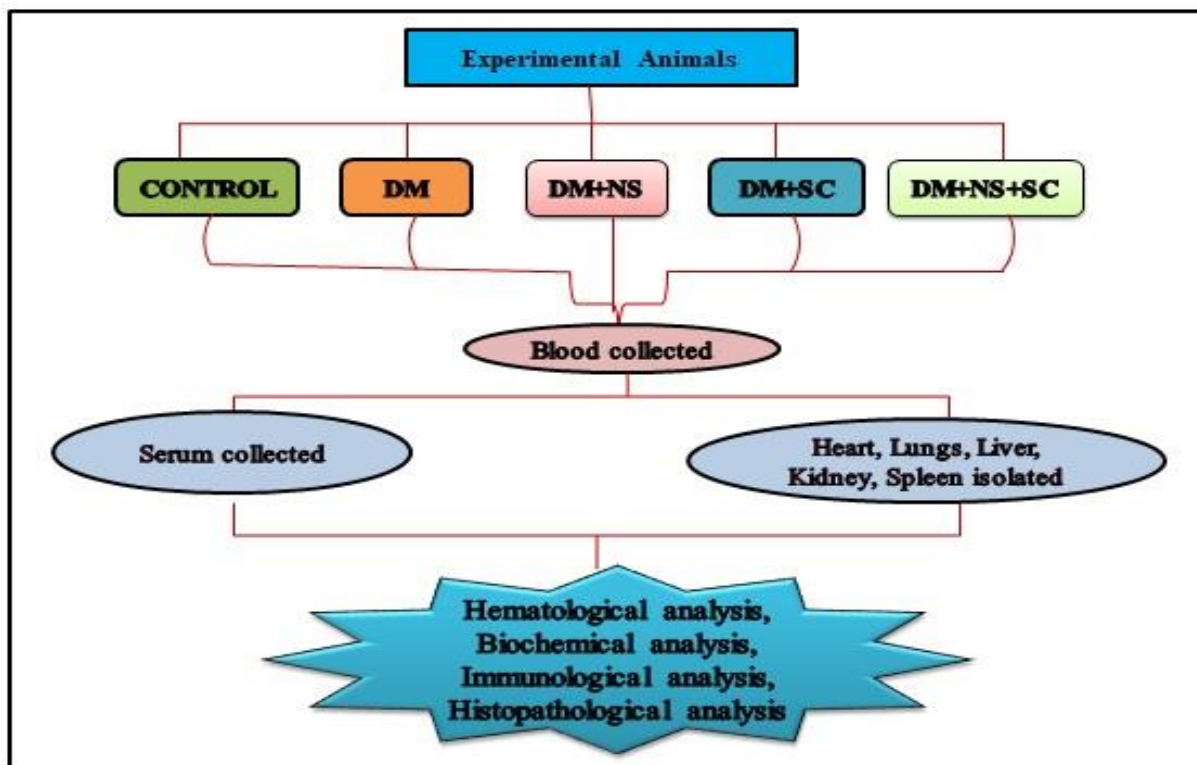 Experimental Animals
CONTROL
DM
DM+NS
DM+SC
DM+NS+SC
Blood collected
Serum collected
Heart, Lungs, Liver,
Kidney, Spleen isolated
Hematological analysis,
Biochemical analysis,
Immunological analysis,
Histopathological analysis